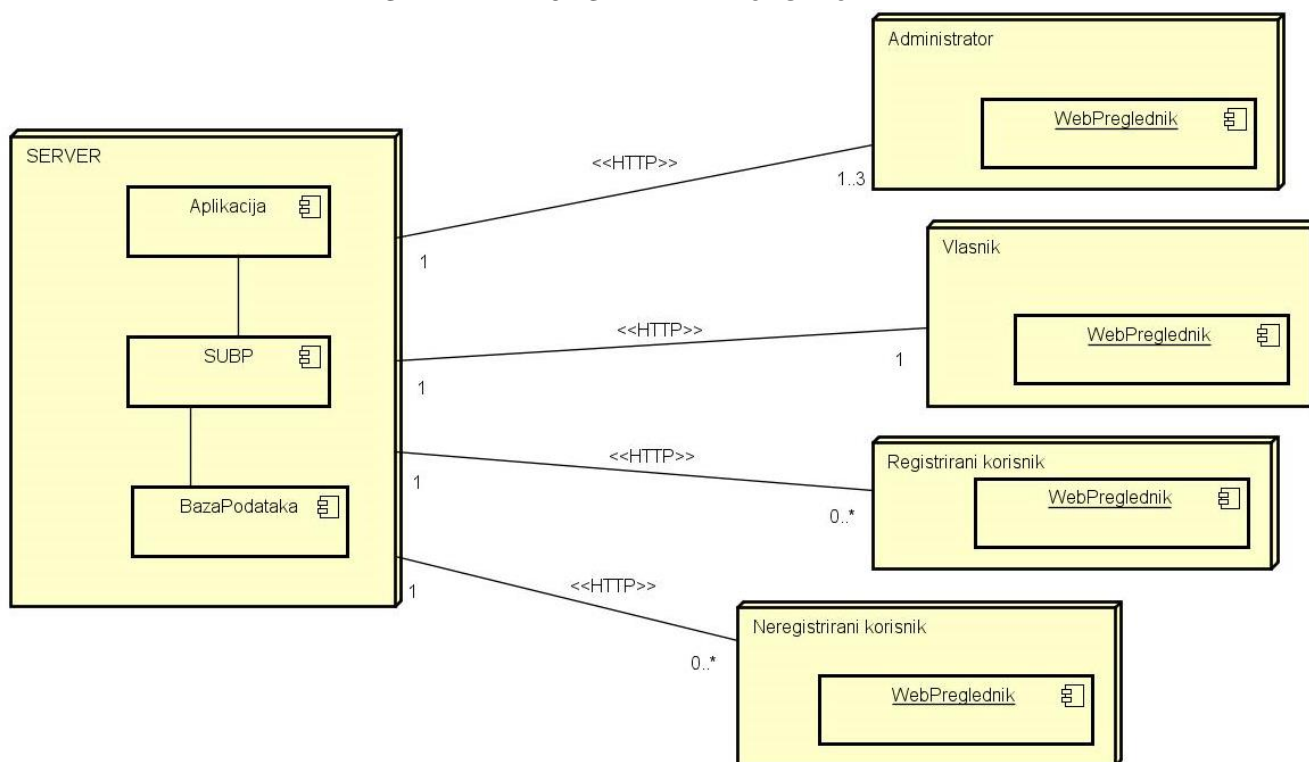 Administrator
WebPreglednik
SERVER
<<HTTP>>
1..3
Aplikacija
1
Vlasnik
<<HTTP>>
WebPreglednik
SUBP
1
1
<<HTTP>>
Registrirani korisnik
1
WebPreglednik
BazaPodataka
0..*
<<HTTP>>
1
Neregistrirani korisnik
0..*
WebPreglednik